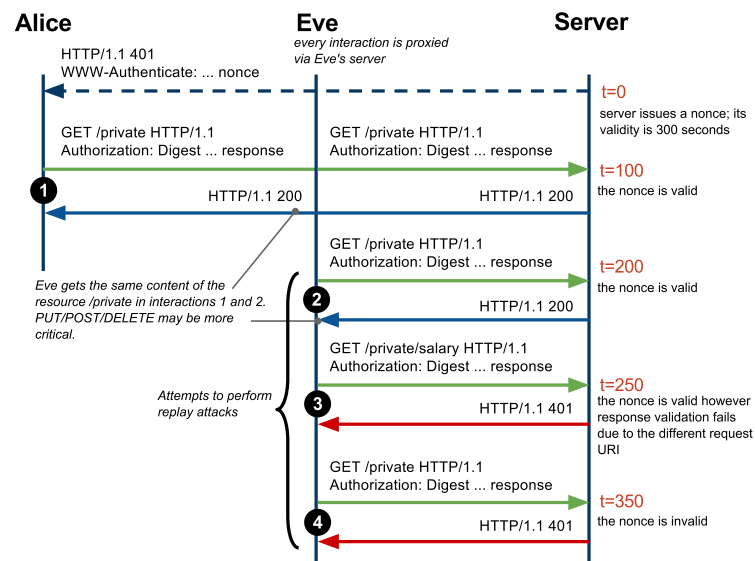 Alice
Eve
Server
every interaction is proxied
via Eve's server
HTTP/1.1 401
WWW-Authenticate: ... nonce
t=0
server issues a nonce; its
validity is 300 seconds
GET /private HTTP/1.1
Authorization: Digest ... response
GET /private HTTP/1.1
Authorization: Digest ... response
t=100
the nonce is valid
1
HTTP/1.1 200
HTTP/1.1 200
GET /private HTTP/1.1
Authorization: Digest ... response
t=200
the nonce is valid
Eve gets the same content of the
resource /private in interactions 1 and 2.
PUT/POST/DELETE may be more
critical.
2
HTTP/1.1 200
GET /private/salary HTTP/1.1
Authorization: Digest ... response
t=250
the nonce is valid however
response validation fails
due to the different request
URI
Attempts to perform
replay attacks
3
HTTP/1.1 401
GET /private HTTP/1.1
Authorization: Digest ... response
t=350
the nonce is invalid
4
HTTP/1.1 401